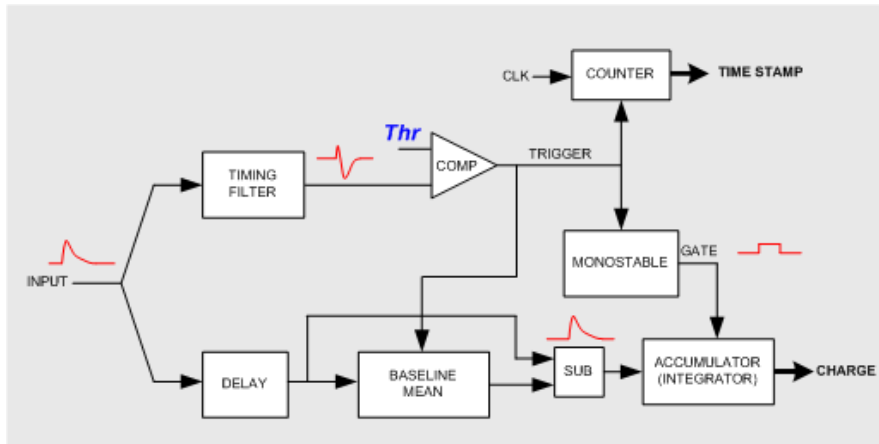 CLK
COUNTER
TIME STAMP
Thr
COMP
TRIGGER
TIMING
FILTER
INPUT
MONOSTABLE
GATE
DELAY
BASELINE
MEAN
SUB
ACCUMULATOR
(INTEGRATOR)
CHARGE